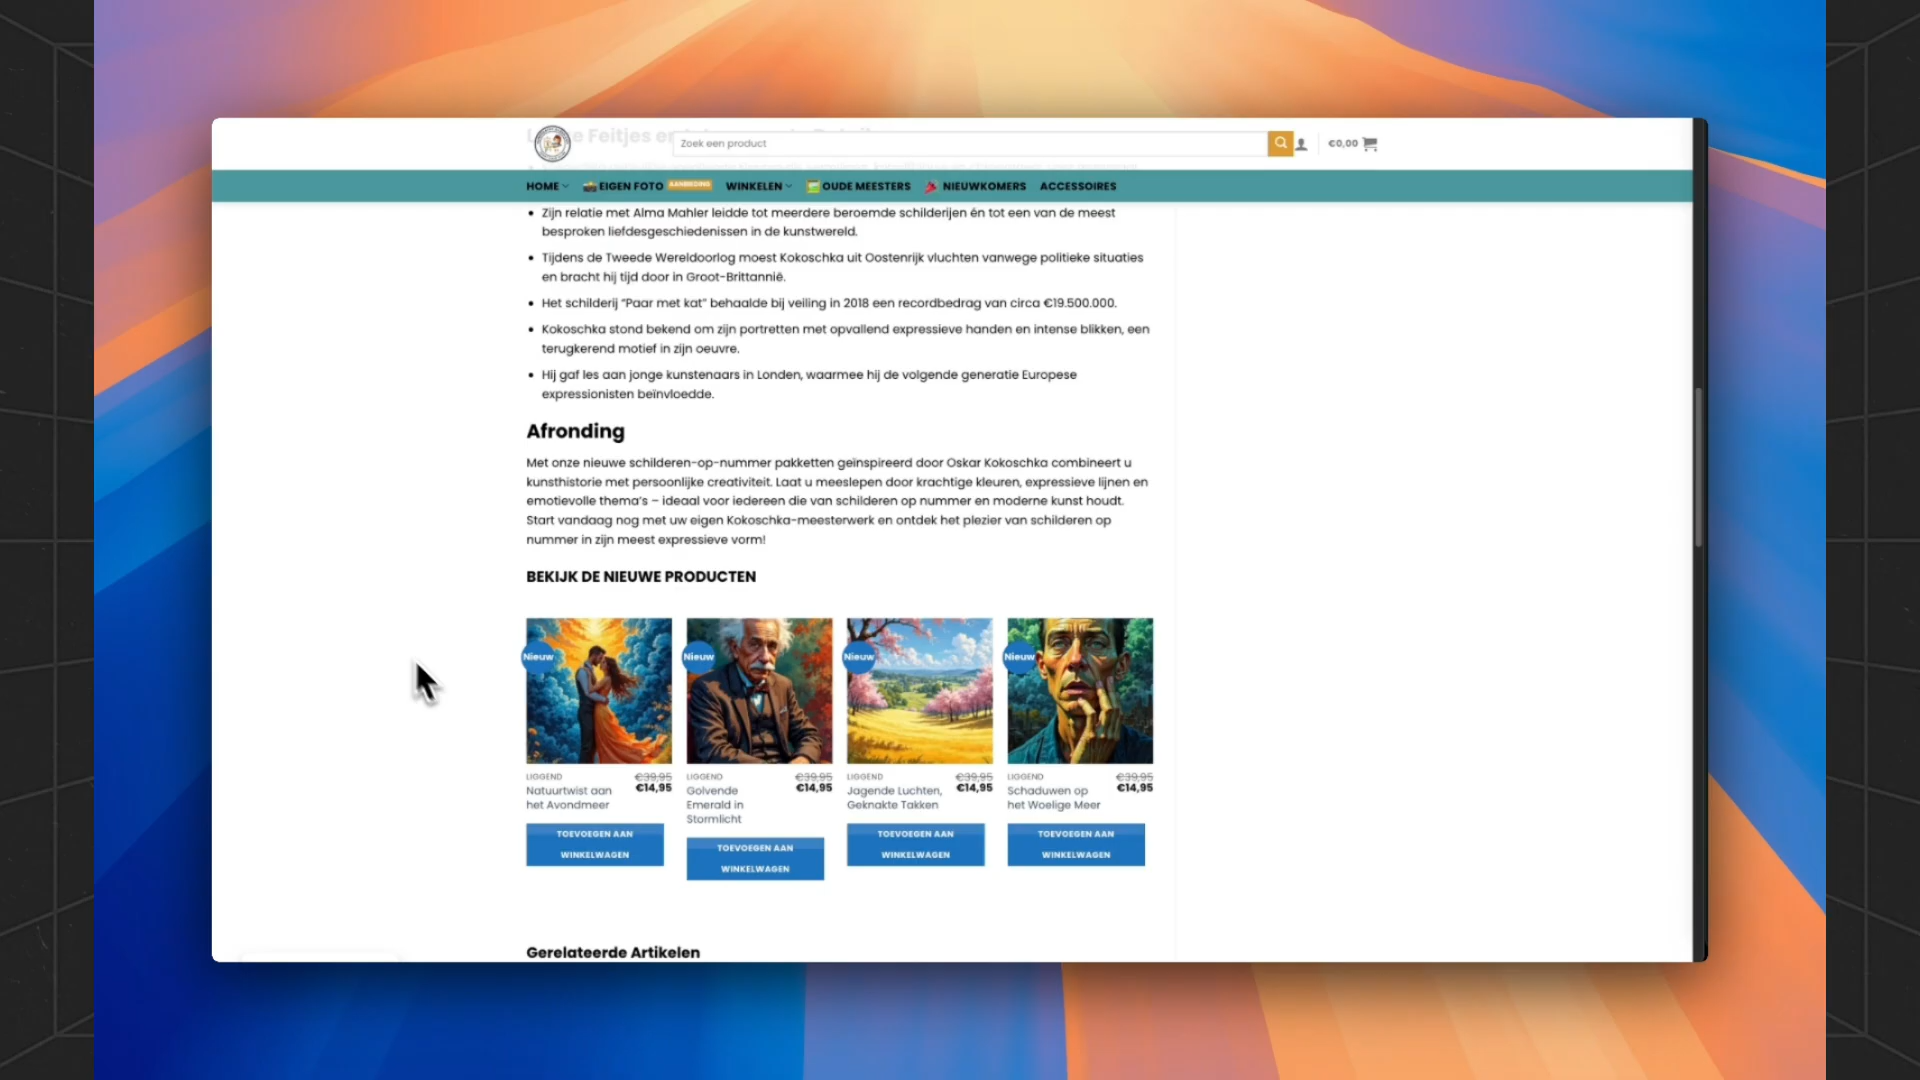 Zoek een product
€0,00
HOME
EIGEN FOTO AANBIEDING
WINKELEN
OUDE MEESTERS
NIEUWKOMERS
ACCESSOIRES
• Zijn relatie met Alma Mahler leidde tot meerdere beroemde schilderijen én tot een van de meest
besproken liefdesgeschiedenissen in de kunstwereld.
• Tijdens de Tweede Wereldoorlog moest Kokoschka uit Oostenrijk vluchten vanwege politieke situaties
en bracht hij tijd door in Groot-Brittannië.
• Het schilderij “Paar met kat” behaalde bij veiling in 2018 een recordbedrag van circa €19.500.000.
• Kokoschka stond bekend om zijn portretten met opvallend expressieve handen en intense blikken, een
terugkerend motief in zijn oeuvre.
• Hij gaf les aan jonge kunstenaars in Londen, waarmee hij de volgende generatie Europese
expressionisten beïnvloedde.
Afronding
Met onze nieuwe schilderen-op-nummer pakketten geïnspireerd door Oskar Kokoschka combineert u
kunsthistorie met persoonlijke creativiteit. Laat u meeslepen door krachtige kleuren, expressieve lijnen en
emotievolle thema’s – ideaal voor iedereen die van schilderen op nummer en moderne kunst houdt.
Start vandaag nog met uw eigen Kokoschka-meesterwerk en ontdek het plezier van schilderen op
nummer in zijn meest expressieve vorm!
BEKIJK DE NIEUWE PRODUCTEN
Nieuw
LIGGEND
Natuurtwist aan
het Avondmeer
€39,95
€14,95
TOEVOEGEN AAN
WINKELWAGEN
Nieuw
LIGGEND
Golvende
Emerald in
Stormlicht
€39,95
€14,95
TOEVOEGEN AAN
WINKELWAGEN
Nieuw
LIGGEND
Jagende Luchten,
Geknakte Takken
€39,95
€14,95
TOEVOEGEN AAN
WINKELWAGEN
Nieuw
LIGGEND
Schaduwen op
het Woelige Meer
€39,95
€14,95
TOEVOEGEN AAN
WINKELWAGEN
Gerelateerde Artikelen